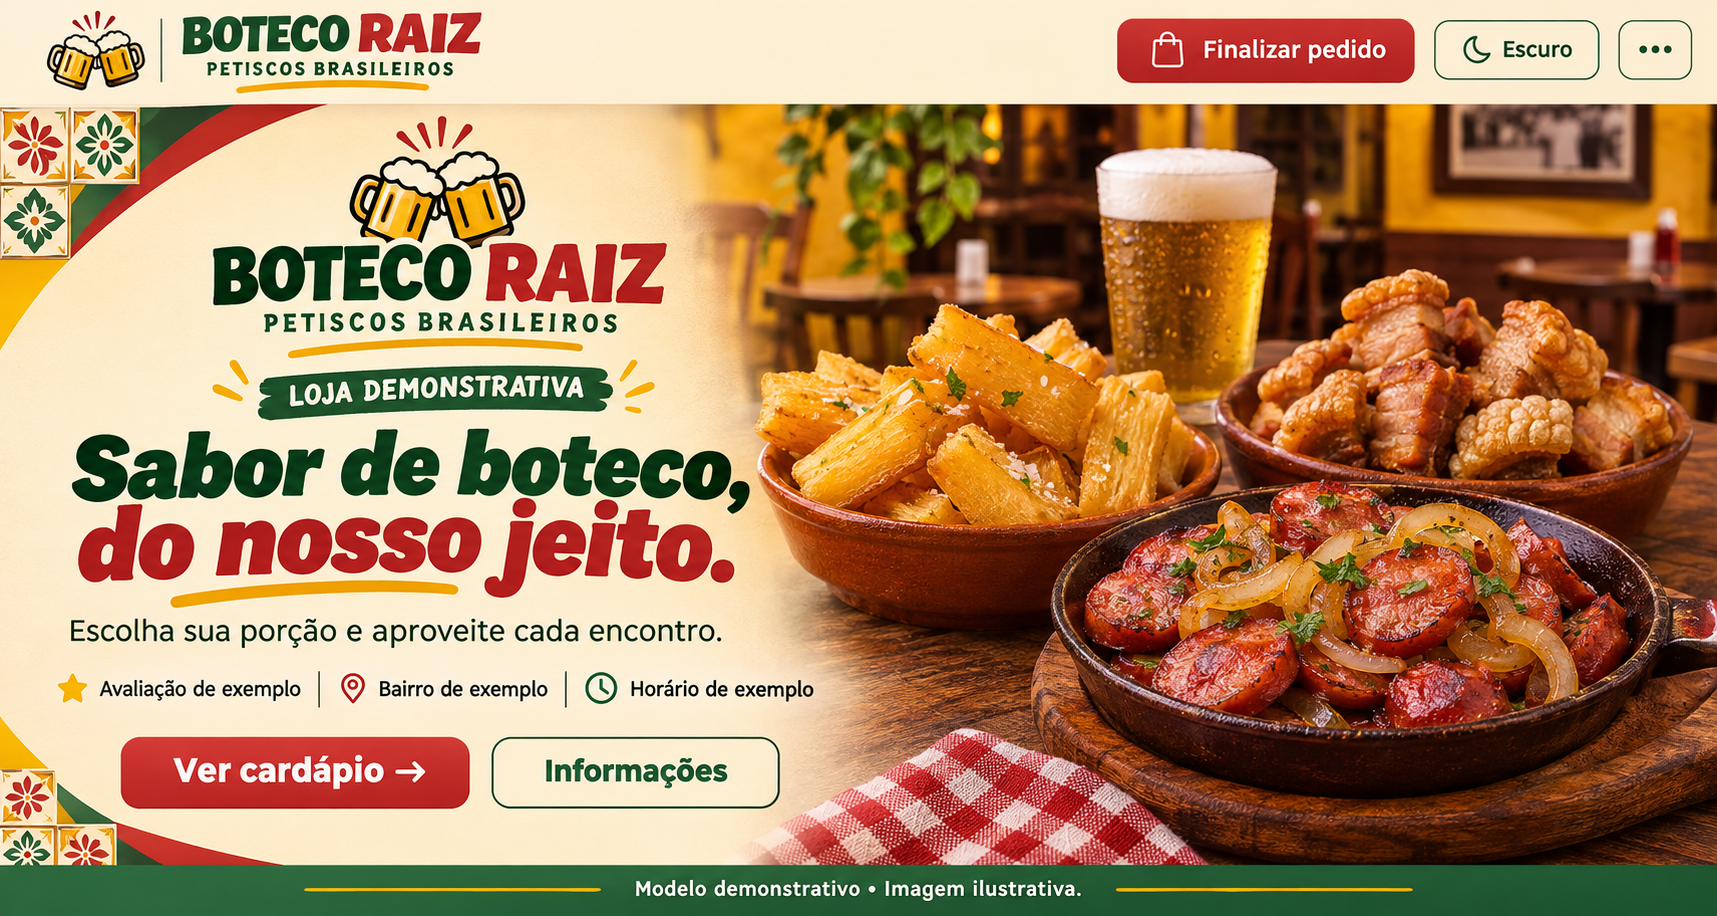 BOTECO RAIZ
PETISCOS BRASILEIROS
Finalizar pedido
Escuro
BOTECO RAIZ
PETISCOS BRASILEIROS
LOJA DEMONSTRATIVA
Sabor de boteco,
do nosso jeito.
Escolha sua porção e aproveite cada encontro.
Avaliação de exemplo
Bairro de exemplo
Horário de exemplo
Ver cardápio →
Informações
Modelo demonstrativo • Imagem ilustrativa.